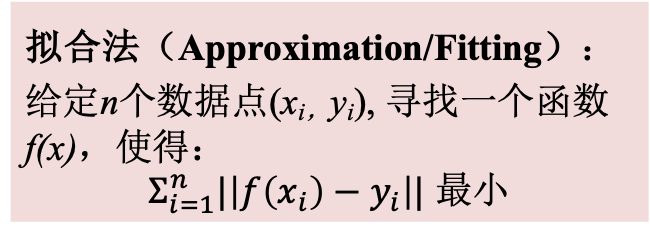 拟合法（Approximation/Fitting）：
给定n个数据点(xᵢ, yᵢ), 寻找一个函数
f(x)，使得：
Σⁿᵢ₌₁||f(xᵢ) − yᵢ|| 最小